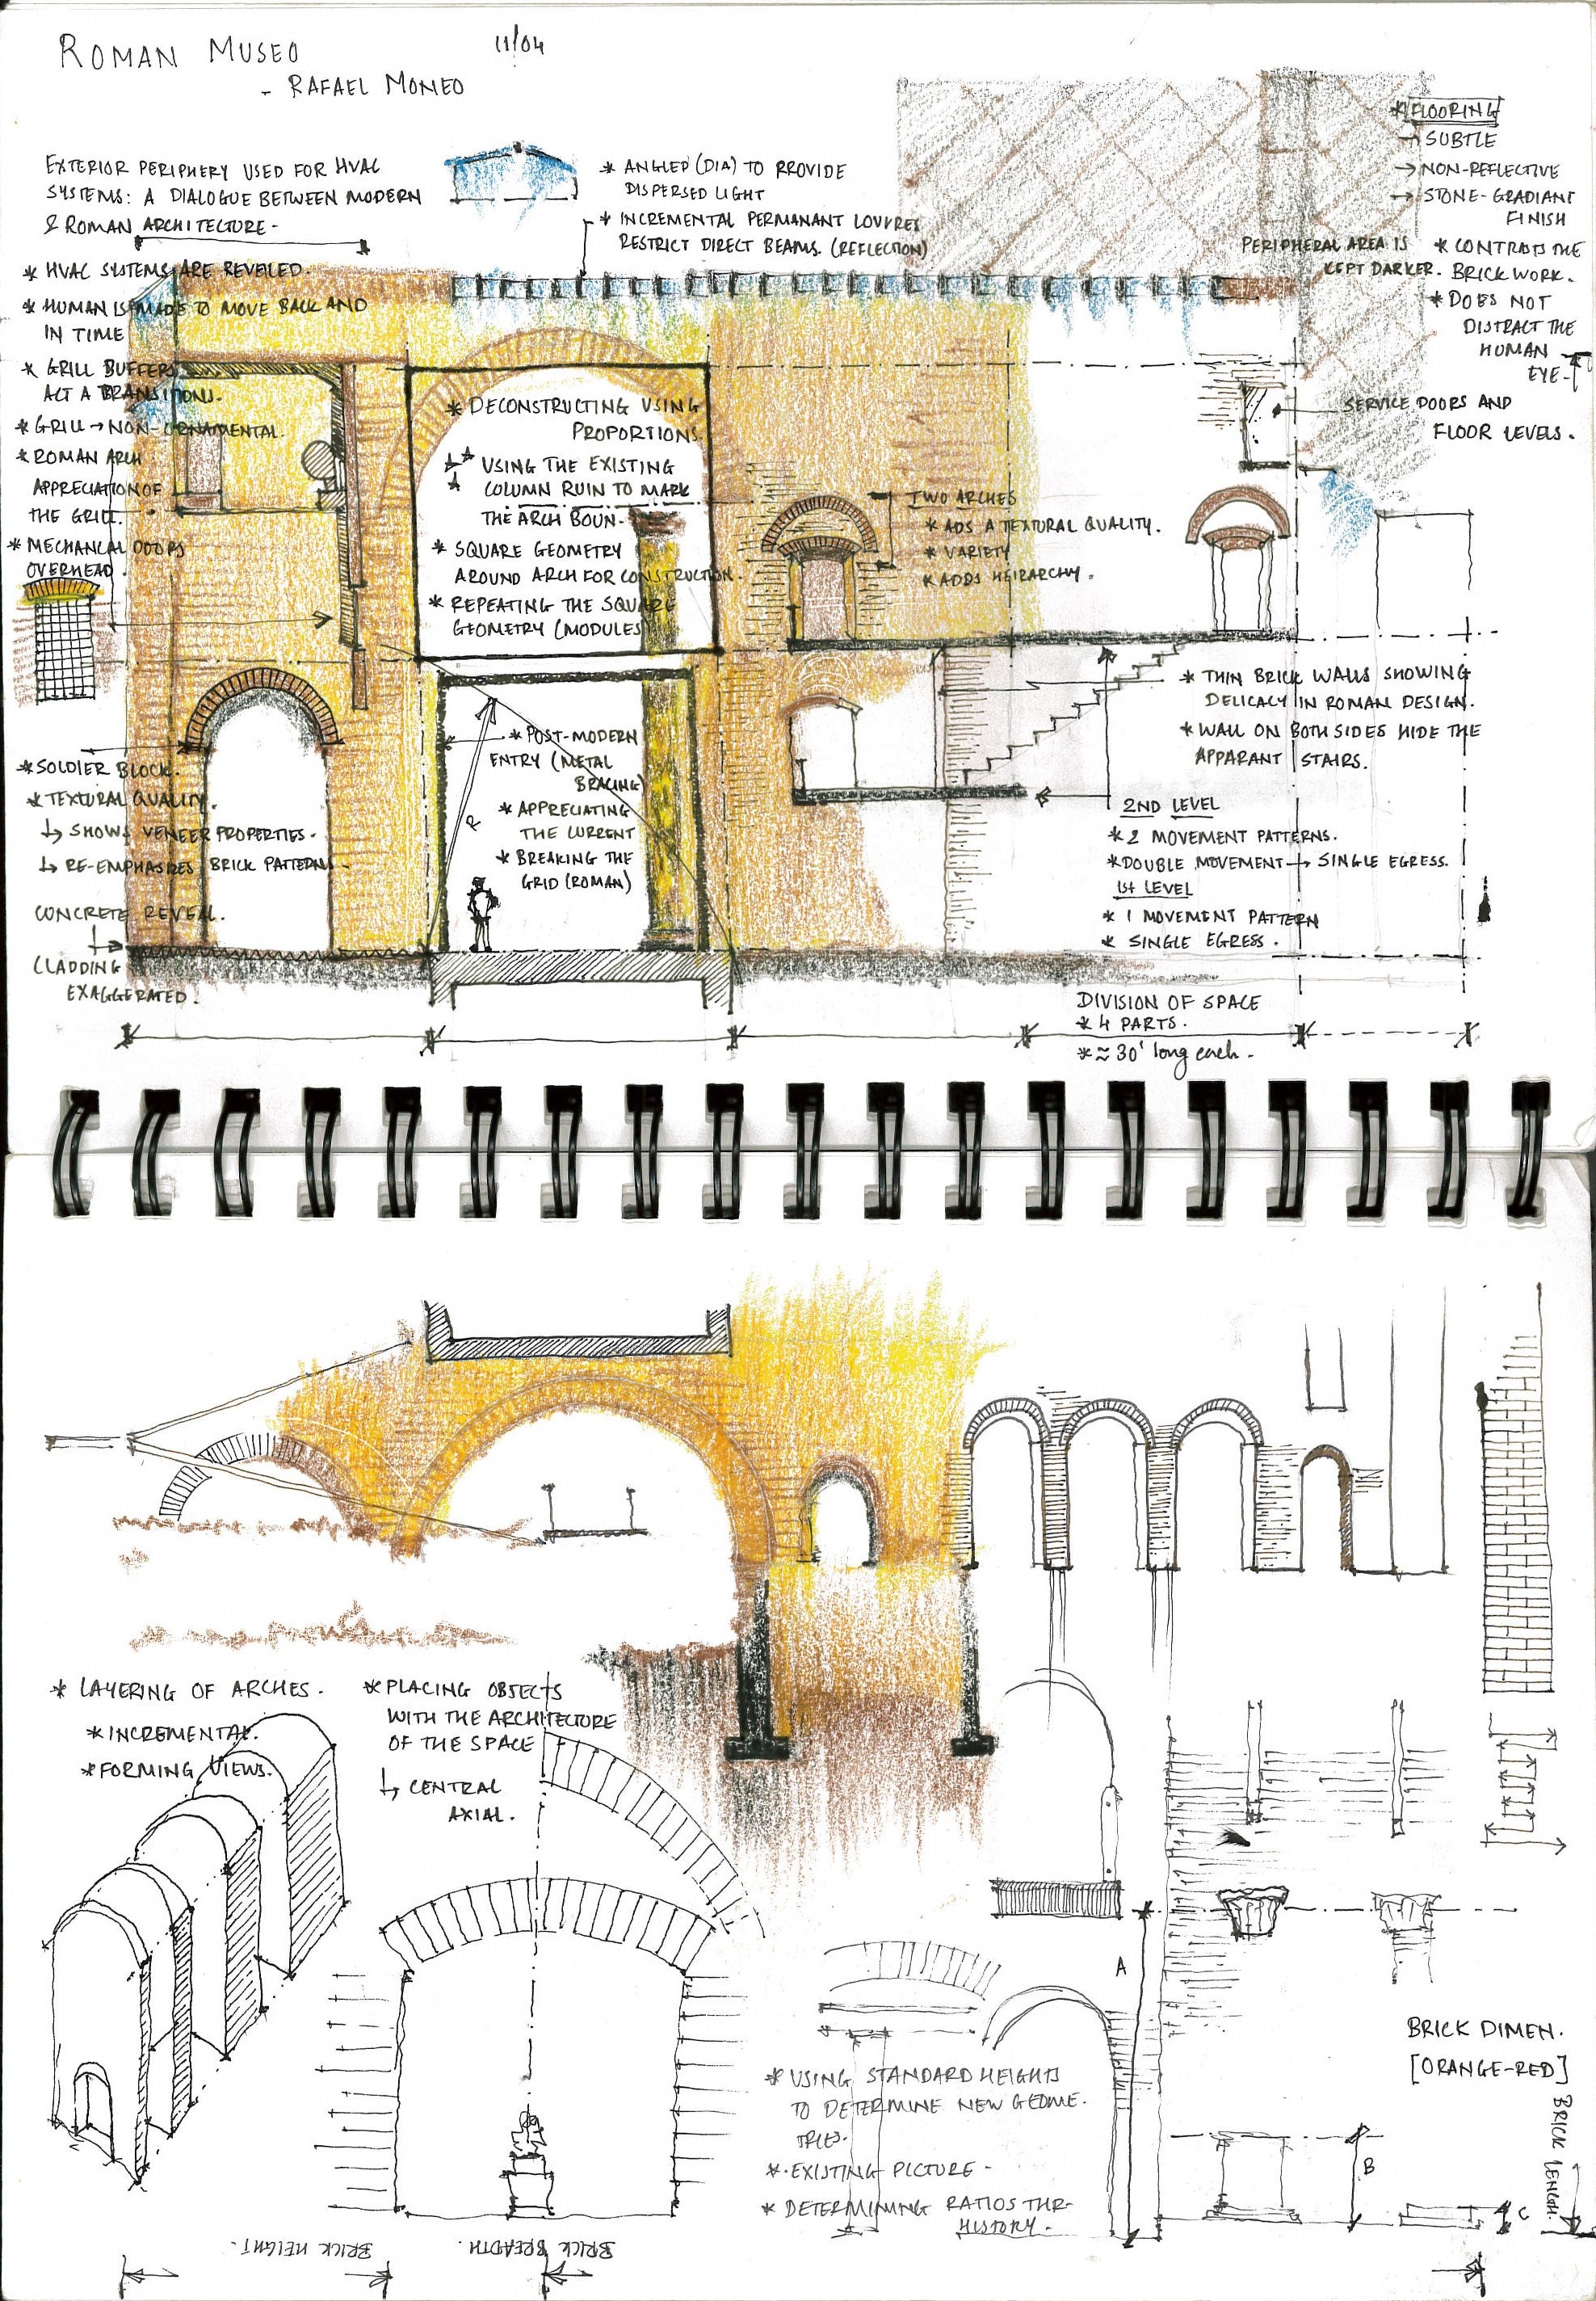 ROMAN MUSEO
- RAFAEL MONEO
11/04
EXTERIOR PERIPHERY USED FOR HVAC
SYSTEMS: A DIALOGUE BETWEEN MODERN
& ROMAN ARCHITECTURE-
* HVAC SYSTEMS ARE REVELED.
* HUMAN IS MADE TO MOVE BACK AND
IN TIME
* GRILL BUFFERS
ACT A TRANSITIONS.
* GRILL → NON-ORNAMENTAL.
* ROMAN ARCH
APPRECIATION OF
THE GRILL.
* MECHANCAL DOORS
OVERHEAD.
* SOLDIER BLOCK.
* TEXTURAL QUALITY.
↳ SHOWS VENEER PROPERTIES.
↳ RE-EMPHASIZES BRICK PATTERN.
CONCRETE REVEAL.
CLADDING
EXAGGERATED.
* ANGLED (DIA) TO RROVIDE
DISPERSED LIGHT
* INCREMENTAL PERMANANT LOUVRES
RESTRICT DIRECT BEAMS. (REFLECTION)
* DECONSTRUCTING USING
PROPORTIONS.
* USING THE EXISTING
COLUMN RUIN TO MARK
THE ARCH BOUN-
* SQUARE GEOMETRY
AROUND ARCH FOR CONSTRUCTION.
* REPEATING THE SQUARE
GEOMETRY (MODULES)
* POST-MODERN
ENTRY (METAL
BRACING)
R
* APPRECIATING
THE CURRENT
* BREAKING THE
GRID (ROMAN)
TWO ARCHES
* ADS A TEXTURAL QUALITY.
* VARIETY
* ADDS HEIRARCHY.
* FLOORING
→ SUBTLE
→ NON-REFLECTIVE
→ STONE-GRADIANT
FINISH
* CONTRASTS THE
BRICK WORK.
* DOES NOT
DISTRACT THE
HUMAN
EYE-
PERIPHERAL AREA IS
KEPT DARKER.
SERVICE DOORS AND
FLOOR LEVELS.
* THIN BRICK WALLS SHOWING
DELICACY IN ROMAN DESIGN.
* WALL ON BOTH SIDES HIDE THE
APPARANT STAIRS.
2ND LEVEL
* 2 MOVEMENT PATTERNS.
* DOUBLE MOVEMENT → SINGLE EGRESS.
1ST LEVEL
* 1 MOVEMENT PATTERN
* SINGLE EGRESS.
DIVISION OF SPACE
* 4 PARTS.
* ≈ 30' long each-
* LAYERING OF ARCHES.
* INCREMENTAL.
* FORMING VIEWS.
* PLACING OBJECTS
WITH THE ARCHITECTURE
OF THE SPACE
↳ CENTRAL
AXIAL.
* USING STANDARD HEIGHTS
TO DETERMINE NEW GEOME.
TRIES.
* EXISTING PICTURE-
* DETERMINING RATIOS THR-
HISTORY-
A
B
C
BRICK DIMEN.
[ORANGE-RED]
BRICK LENGH.
BRICK HEIGHT.
BRICK BREADTH.